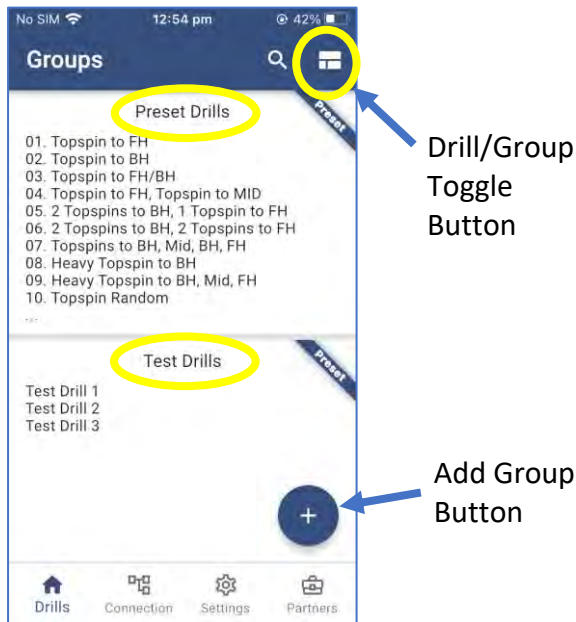 No SIM 12:54 pm 42%
Groups
Preset Drills
Preset
01. Topspin to FH
02. Topspin to BH
03. Topspin to FH/BH
04. Topspin to FH, Topspin to MID
05. 2 Topspins to BH, 1 Topspin to FH
06. 2 Topspins to BH, 2 Topspins to FH
07. Topspins to BH, Mid, BH, FH
08. Heavy Topspin to BH
09. Heavy Topspin to BH, Mid, FH
10. Topspin Random
...
Test Drills
Preset
Test Drill 1
Test Drill 2
Test Drill 3
+
Drills Connection Settings Partners
Drill/Group
Toggle
Button
Add Group
Button